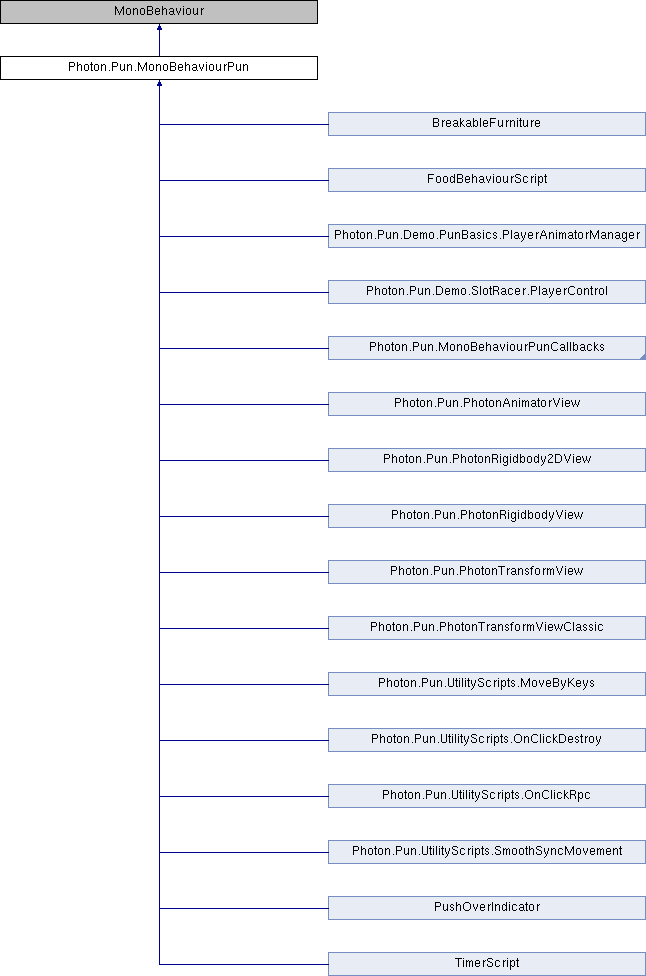 MonoBehaviour
Photon.Pun.MonoBehaviourPun
BreakableFurniture
FoodBehaviourScript
Photon.Pun.Demo.PunBasics.PlayerAnimatorManager
Photon.Pun.Demo.SlotRacer.PlayerControl
Photon.Pun.MonoBehaviourPunCallbacks
Photon.Pun.PhotonAnimatorView
Photon.Pun.PhotonRigidbody2DView
Photon.Pun.PhotonRigidbodyView
Photon.Pun.PhotonTransformView
Photon.Pun.PhotonTransformViewClassic
Photon.Pun.UtilityScripts.MoveByKeys
Photon.Pun.UtilityScripts.OnClickDestroy
Photon.Pun.UtilityScripts.OnClickRpc
Photon.Pun.UtilityScripts.SmoothSyncMovement
PushOverIndicator
TimerScript